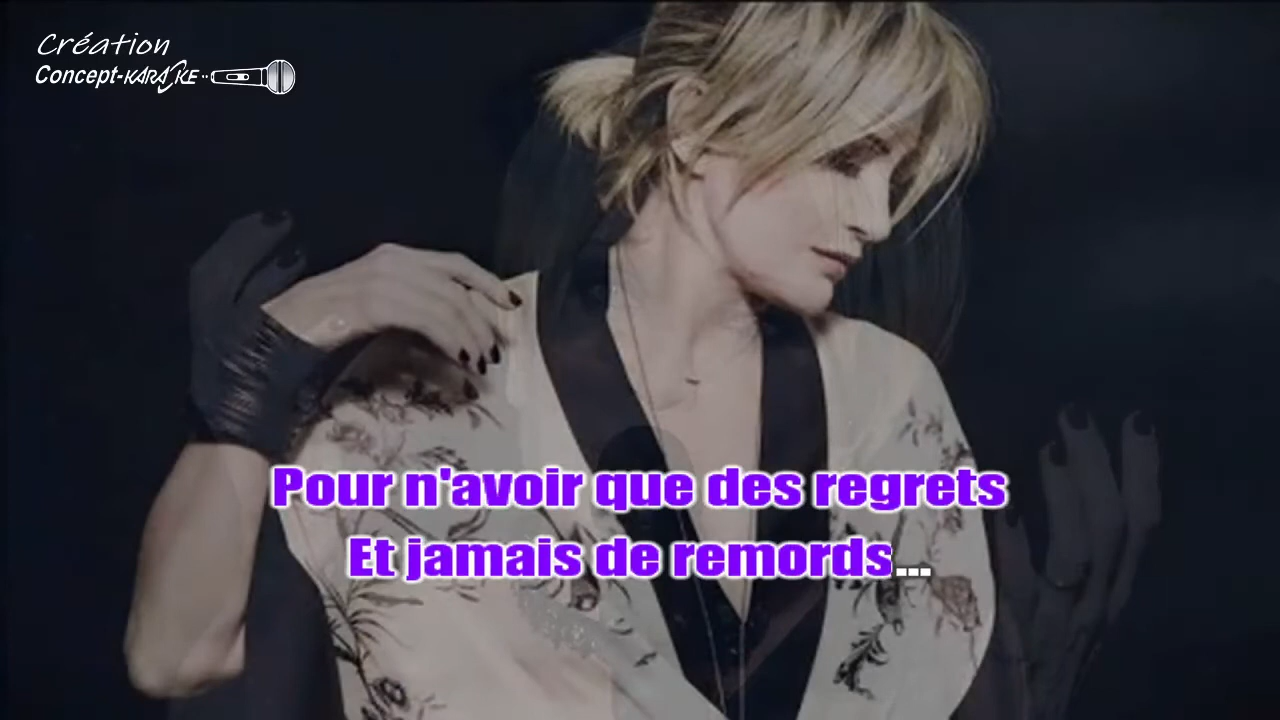 Création
Concept-KARAOKE
Pour n'avoir que des regrets
Et jamais de remords...